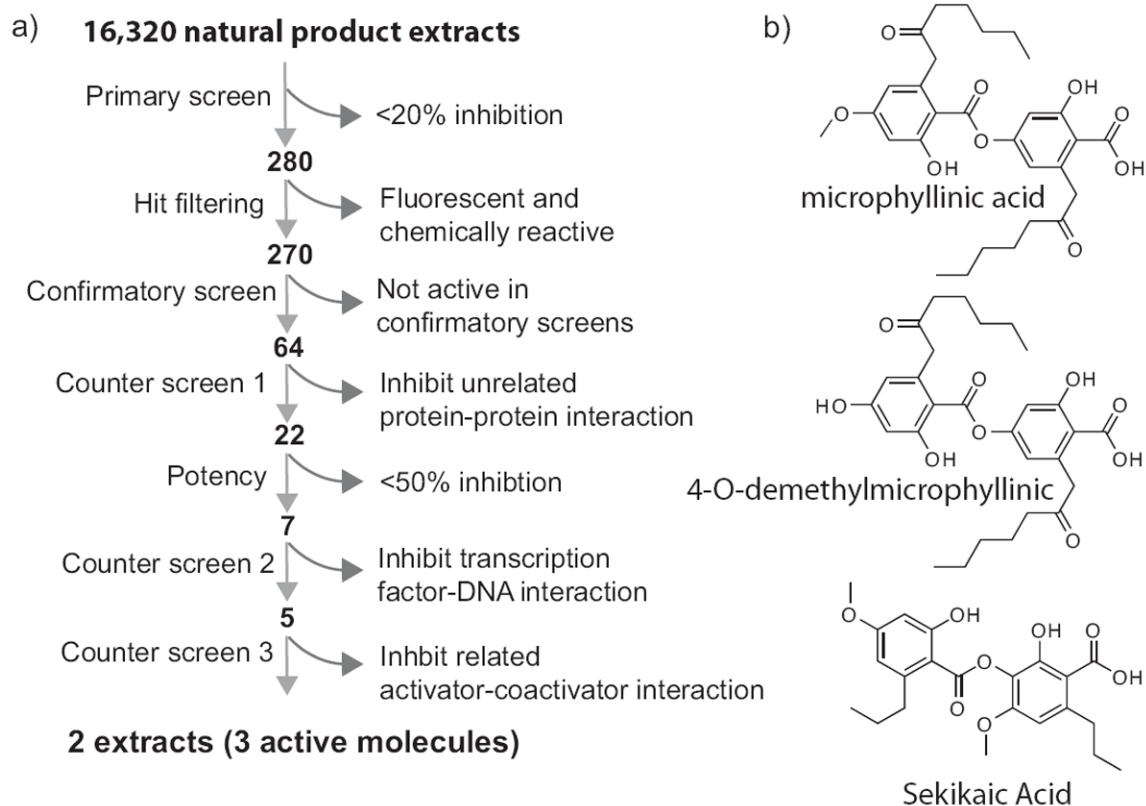 a)
16,320 natural product extracts
Primary screen
<20% inhibition
280
Hit filtering
Fluorescent and
chemically reactive
270
Confirmatory screen
Not active in
confirmatory screens
64
Counter screen 1
Inhibit unrelated
protein-protein interaction
22
Potency
<50% inhibtion
7
Counter screen 2
Inhibit transcription
factor-DNA interaction
5
Counter screen 3
Inhbit related
activator-coactivator interaction
2 extracts (3 active molecules)
b)
O
OH
O
O
O
O
OH
OH
microphyllinic acid
O
O
OH
O
O
HO
O
OH
OH
4-O-demethylmicrophyllinic
O
O
OH
OH
O
O
OH
O
O
Sekikaic Acid